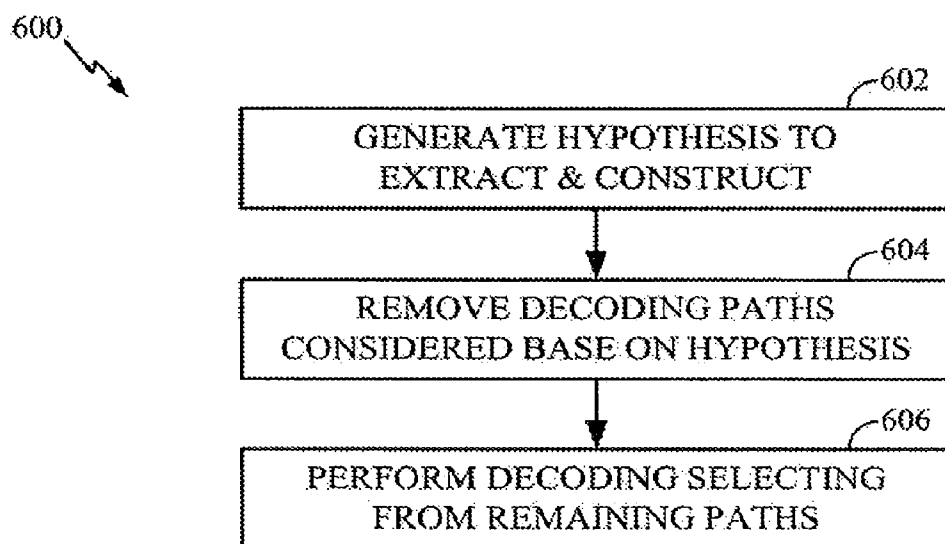 600
602
GENERATE HYPOTHESIS TO
EXTRACT & CONSTRUCT
604
REMOVE DECODING PATHS
CONSIDERED BASE ON HYPOTHESIS
606
PERFORM DECODING SELECTING
FROM REMAINING PATHS